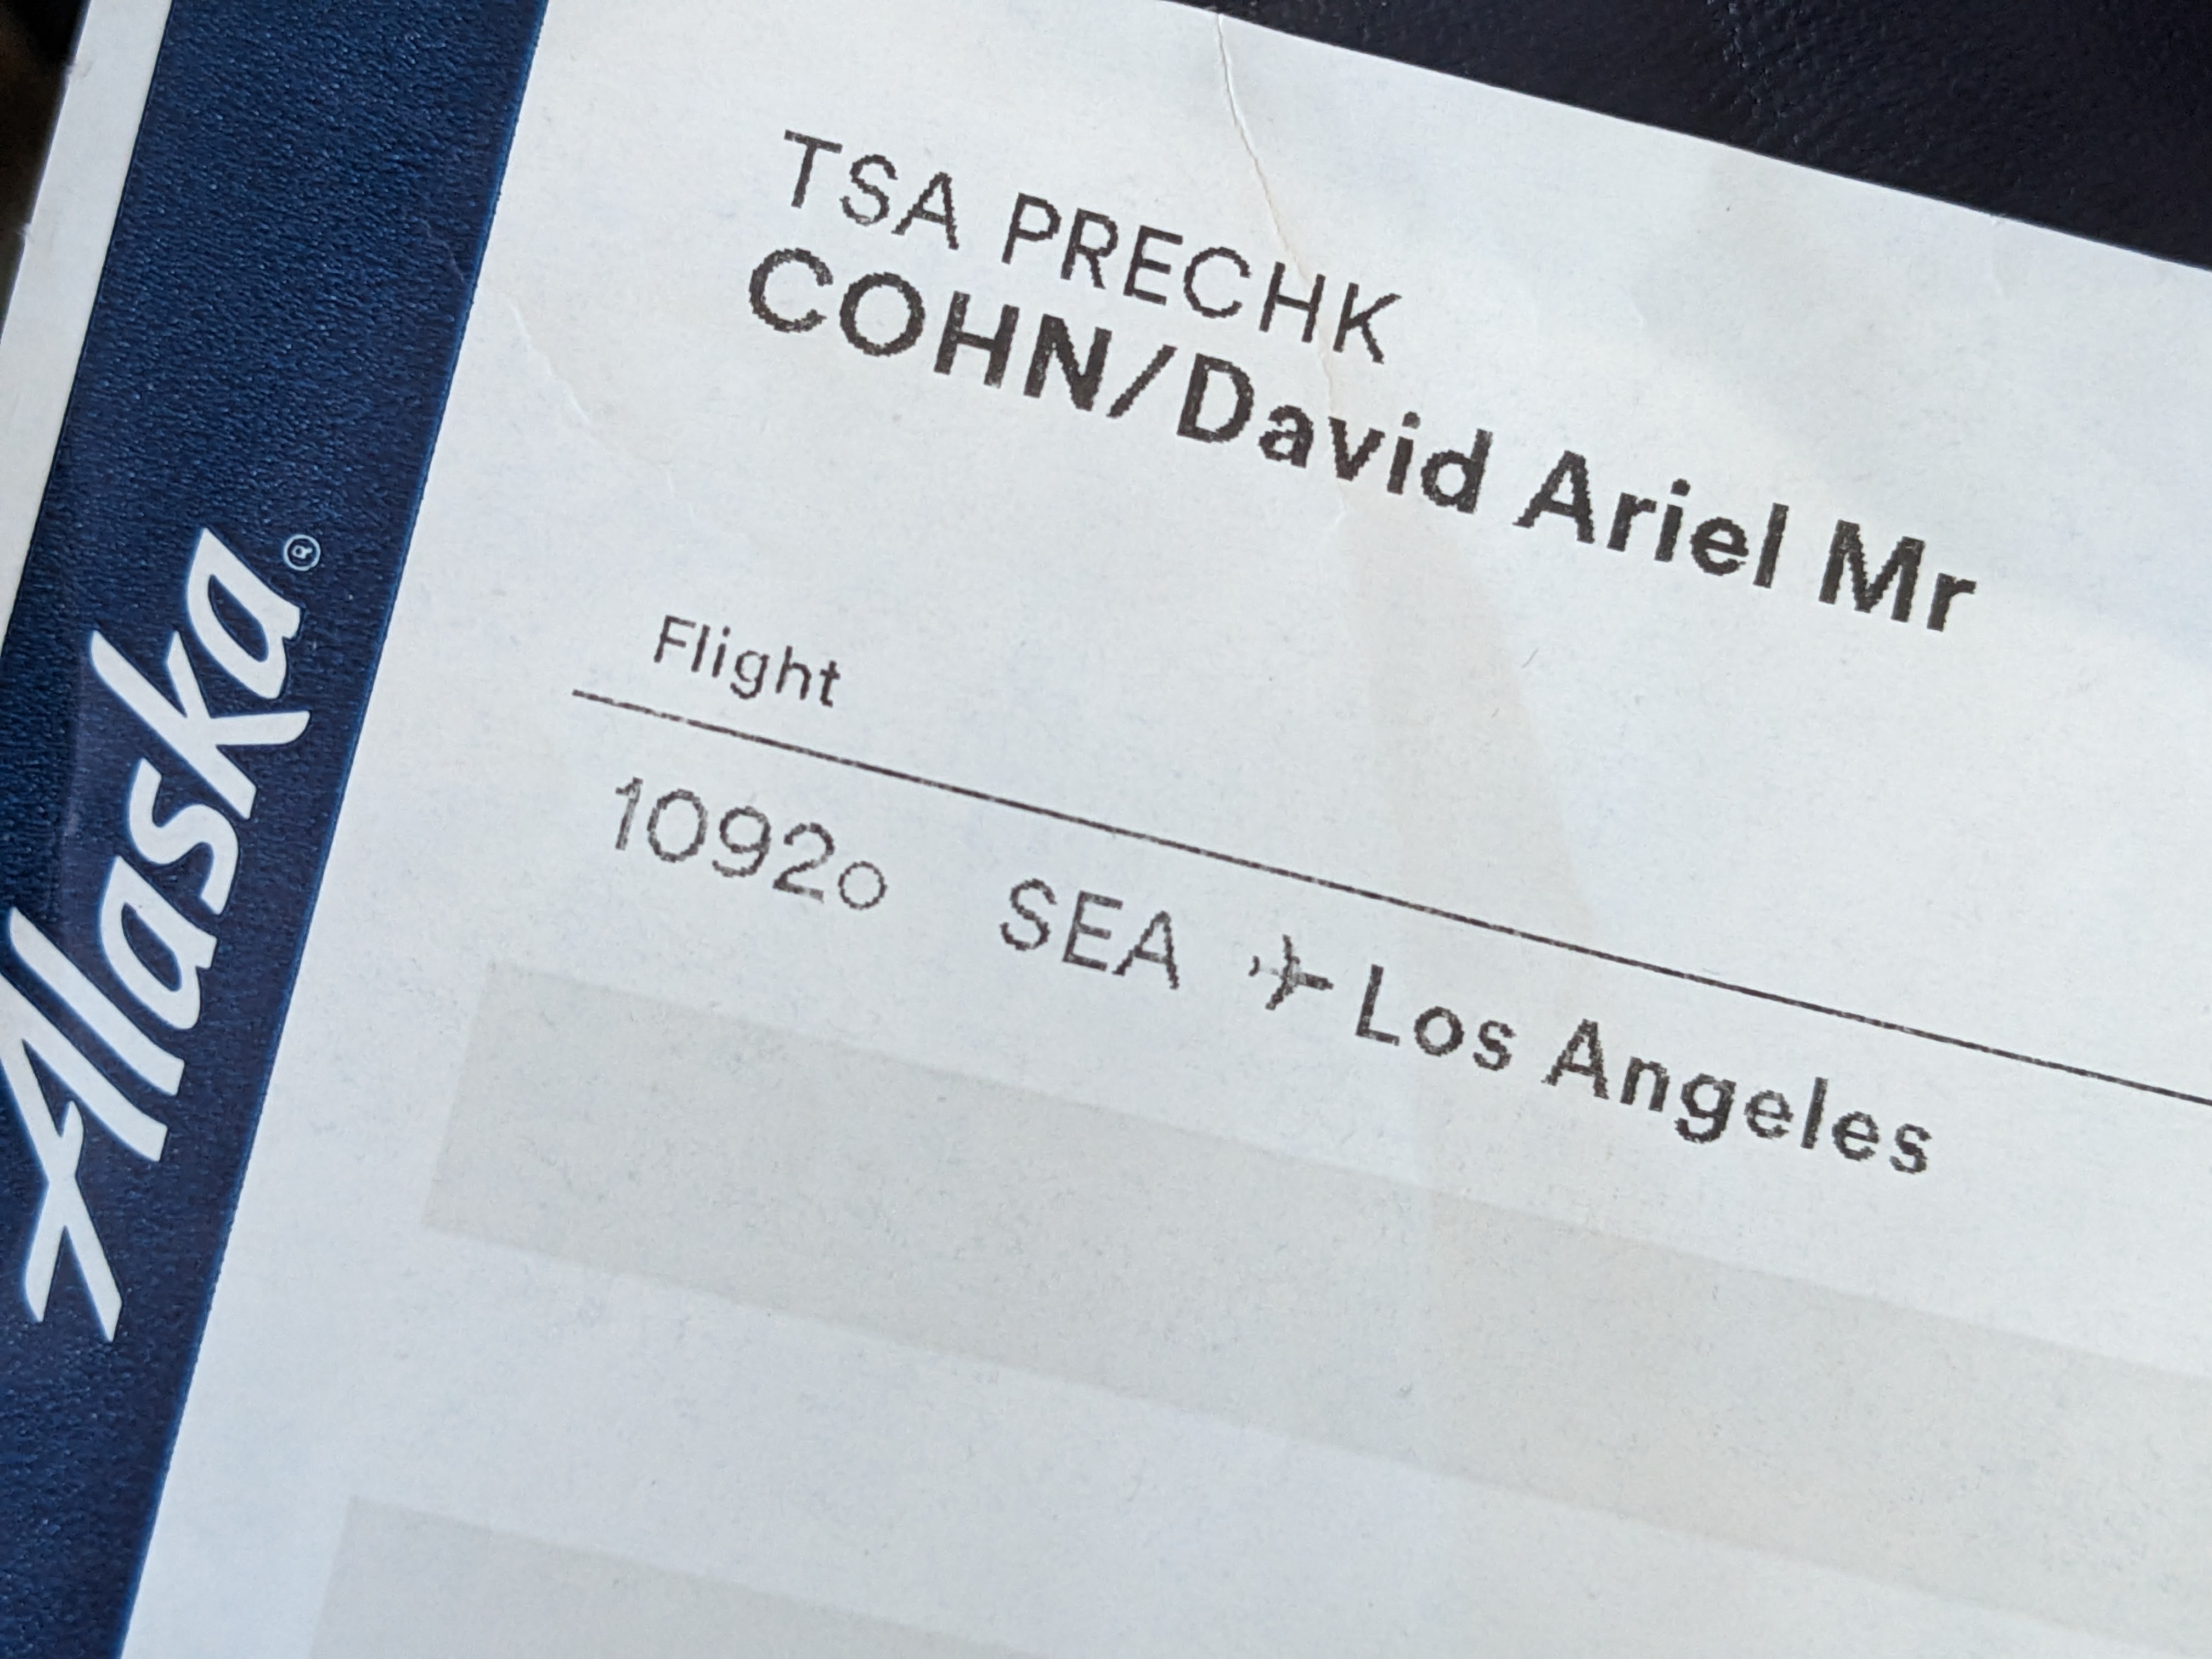 TSA PRECHK
COHN/David Ariel Mr
Flight
1092o SEA ✈ Los Angeles
Alaska®